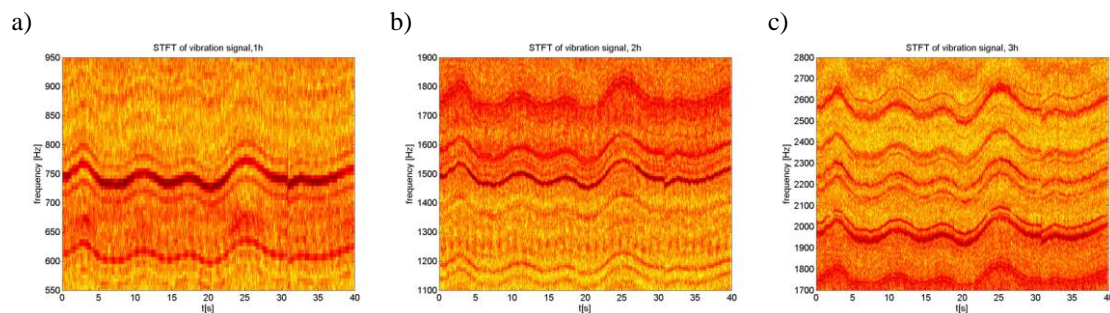 a)
STFT of vibration signal,1h
frequency [Hz]
950
900
850
800
750
700
650
600
550
0 5 10 15 20 25 30 35 40
t[s]
b)
STFT of vibration signal, 2h
frequency [Hz]
1900
1800
1700
1600
1500
1400
1300
1200
1100
0 5 10 15 20 25 30 35 40
t[s]
c)
STFT of vibration signal, 3h
frequency [Hz]
2800
2700
2600
2500
2400
2300
2200
2100
2000
1900
1800
1700
0 5 10 15 20 25 30 35 40
t[s]